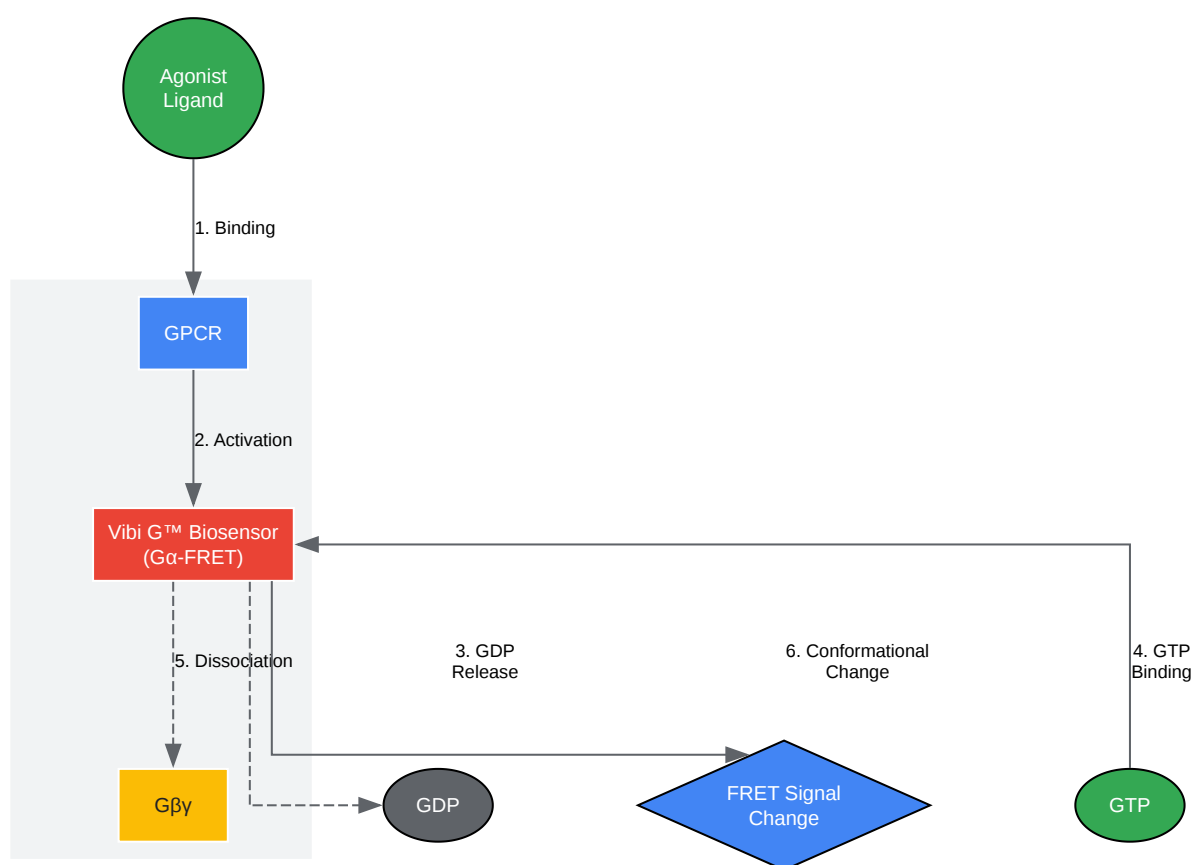 Agonist
Ligand
1. Binding
GPCR
2. Activation
Vibi G™ Biosensor
(Gα-FRET)
5. Dissociation
3. GDP
Release
6. Conformational
Change
4. GTP
Binding
Gβγ
GDP
FRET Signal
Change
GTP